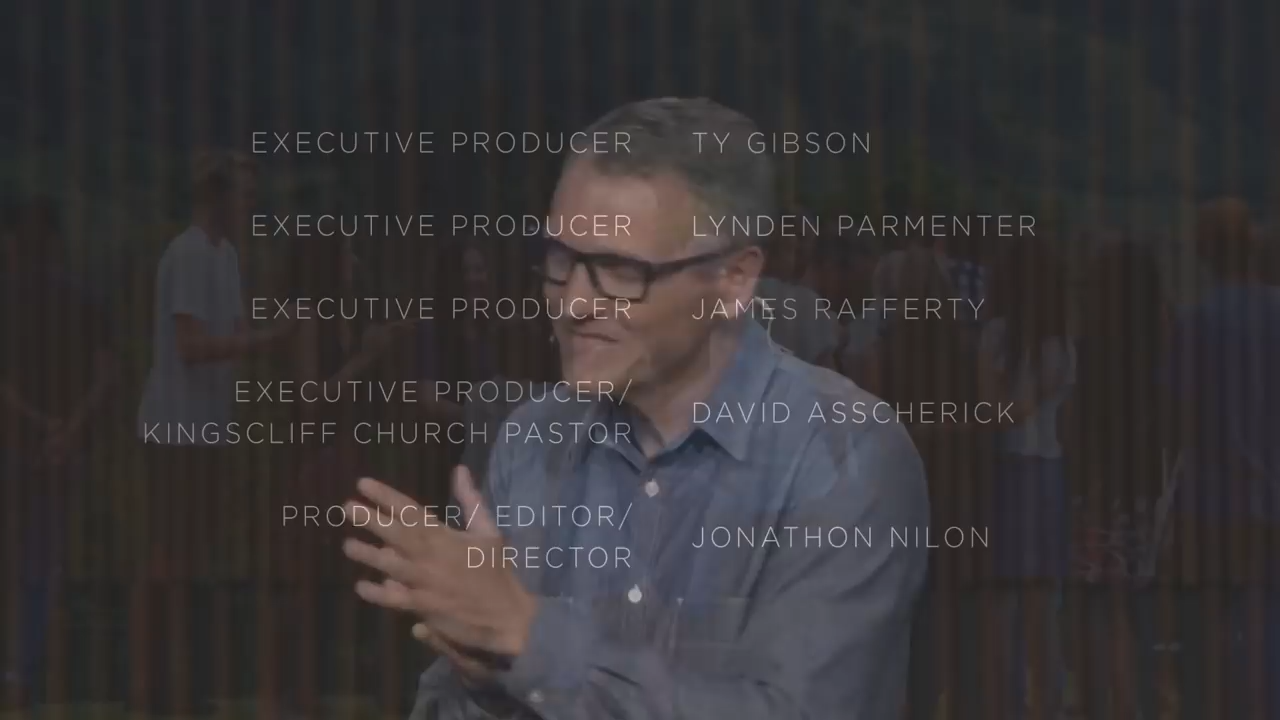 EXECUTIVE PRODUCER TY GIBSON
EXECUTIVE PRODUCER LYNDEN PARMENTER
EXECUTIVE PRODUCER JAMES RAFFERTY
EXECUTIVE PRODUCER/
KINGSCLIFF CHURCH PASTOR
DAVID ASSCHERICK
PRODUCER/ EDITOR/
DIRECTOR
JONATHON NILON